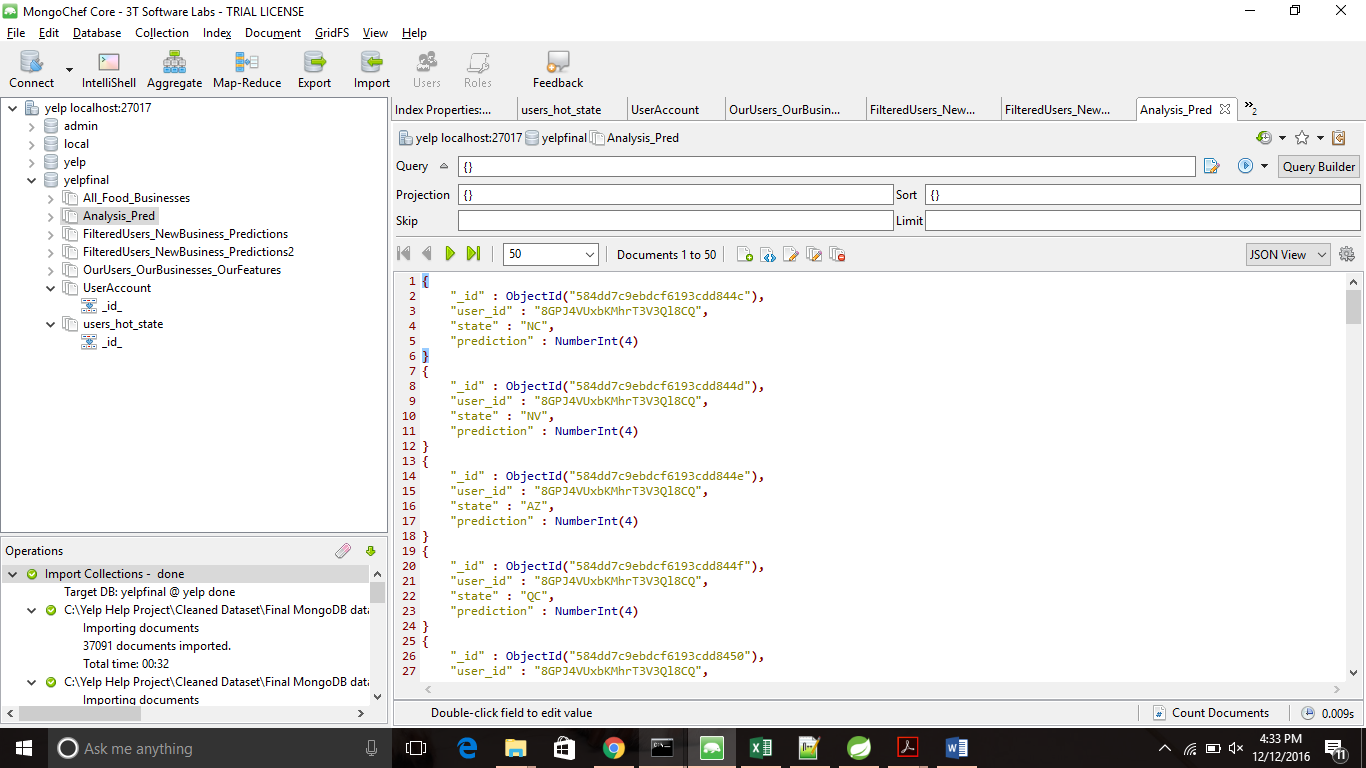 MongoChef Core - 3T Software Labs - TRIAL LICENSE
File Edit Database Collection Index Document GridFS View Help
Connect IntelliShell Aggregate Map-Reduce Export Import Users Roles Feedback
yelp localhost:27017
admin
local
yelp
yelpfinal
All_Food_Businesses
Analysis_Pred
FilteredUsers_NewBusiness_Predictions
FilteredUsers_NewBusiness_Predictions2
OurUsers_OurBusinesses_OurFeatures
UserAccount
_id_
users_hot_state
_id_
Operations
Import Collections - done
Target DB: yelpfinal @ yelp done
C:\Yelp Help Project\Cleaned Dataset\Final MongoDB data
Importing documents
37091 documents imported.
Total time: 00:32
C:\Yelp Help Project\Cleaned Dataset\Final MongoDB data
Importing documents
Index Properties:... users_hot_state UserAccount OurUsers_OurBusin... FilteredUsers_New... FilteredUsers_New... Analysis_Pred »2
yelp localhost:27017 yelpfinal Analysis_Pred
Query {} Query Builder
Projection {} Sort {}
Skip Limit
50 Documents 1 to 50 JSON View
1 {
2 "_id" : ObjectId("584dd7c9ebdcf6193cdd844c"),
3 "user_id" : "8GPJ4VUxbKMhrT3V3Ql8CQ",
4 "state" : "NC",
5 "prediction" : NumberInt(4)
6 }
7 {
8 "_id" : ObjectId("584dd7c9ebdcf6193cdd844d"),
9 "user_id" : "8GPJ4VUxbKMhrT3V3Ql8CQ",
10 "state" : "NV",
11 "prediction" : NumberInt(4)
12 }
13 {
14 "_id" : ObjectId("584dd7c9ebdcf6193cdd844e"),
15 "user_id" : "8GPJ4VUxbKMhrT3V3Ql8CQ",
16 "state" : "AZ",
17 "prediction" : NumberInt(4)
18 }
19 {
20 "_id" : ObjectId("584dd7c9ebdcf6193cdd844f"),
21 "user_id" : "8GPJ4VUxbKMhrT3V3Ql8CQ",
22 "state" : "QC",
23 "prediction" : NumberInt(4)
24 }
25 {
26 "_id" : ObjectId("584dd7c9ebdcf6193cdd8450"),
27 "user_id" : "8GPJ4VUxbKMhrT3V3Ql8CQ",
Double-click field to edit value Count Documents 0.009s
Ask me anything
4:33 PM
12/12/2016
11